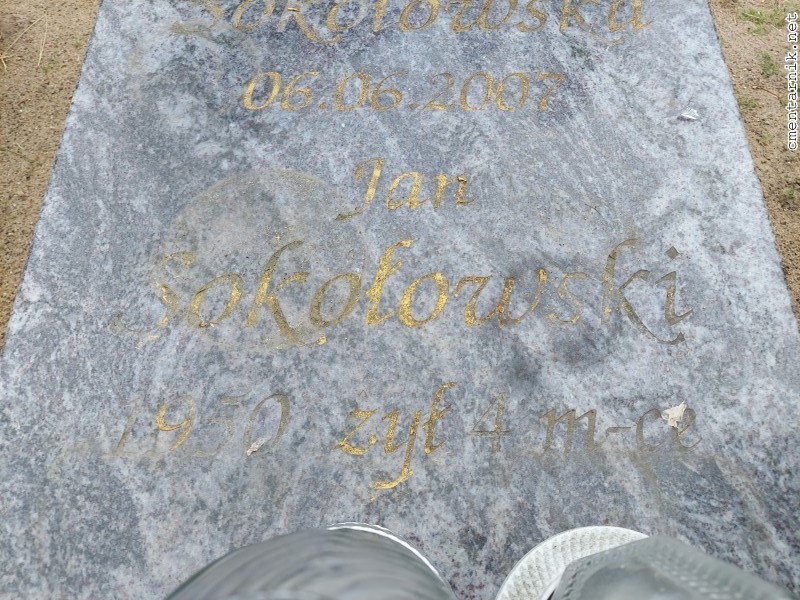 Sokołowska
06.06.2007
Jan
Sokołowski
1950 żył 4 m-ce
cmentarnik.net